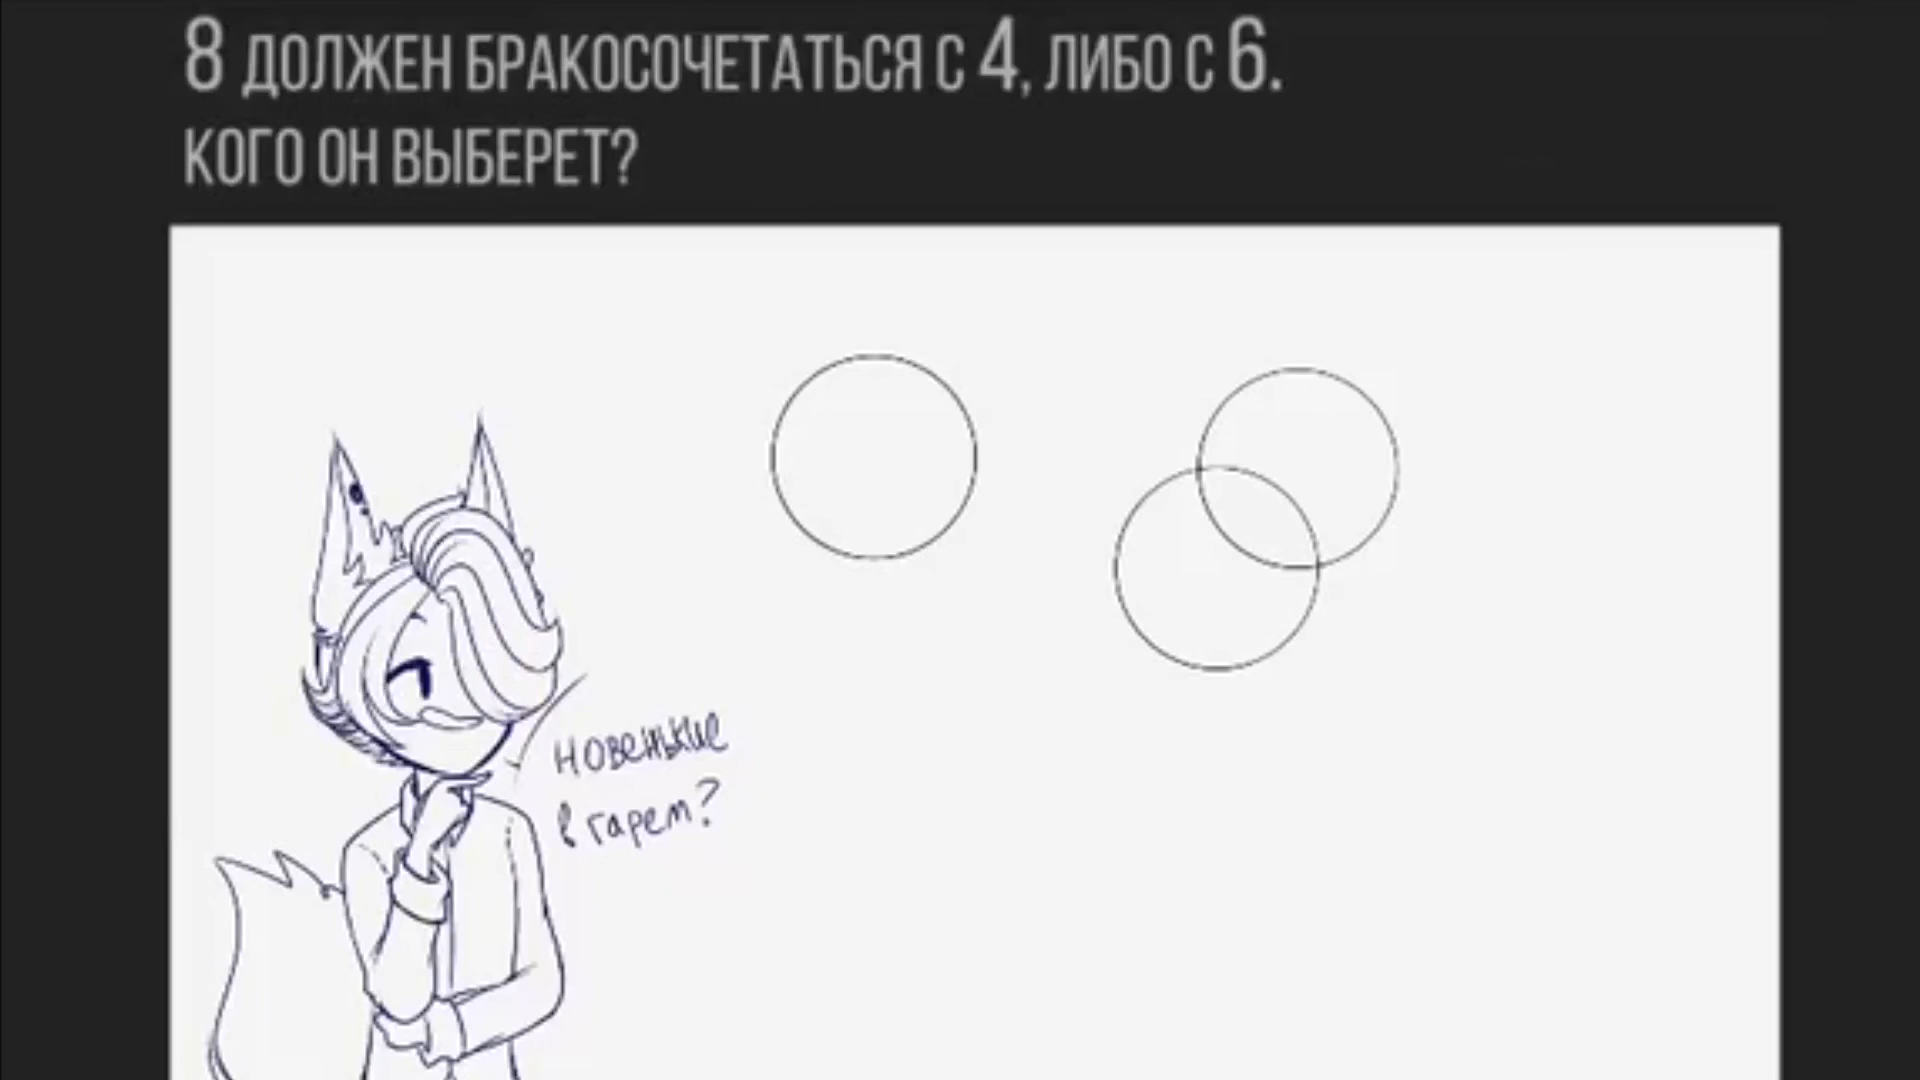 8 ДОЛЖЕН БРАКОСОЧЕТАТЬСЯ С 4, ЛИБО С 6.
КОГО ОН ВЫБЕРЕТ?
Новенькие
в гарем?